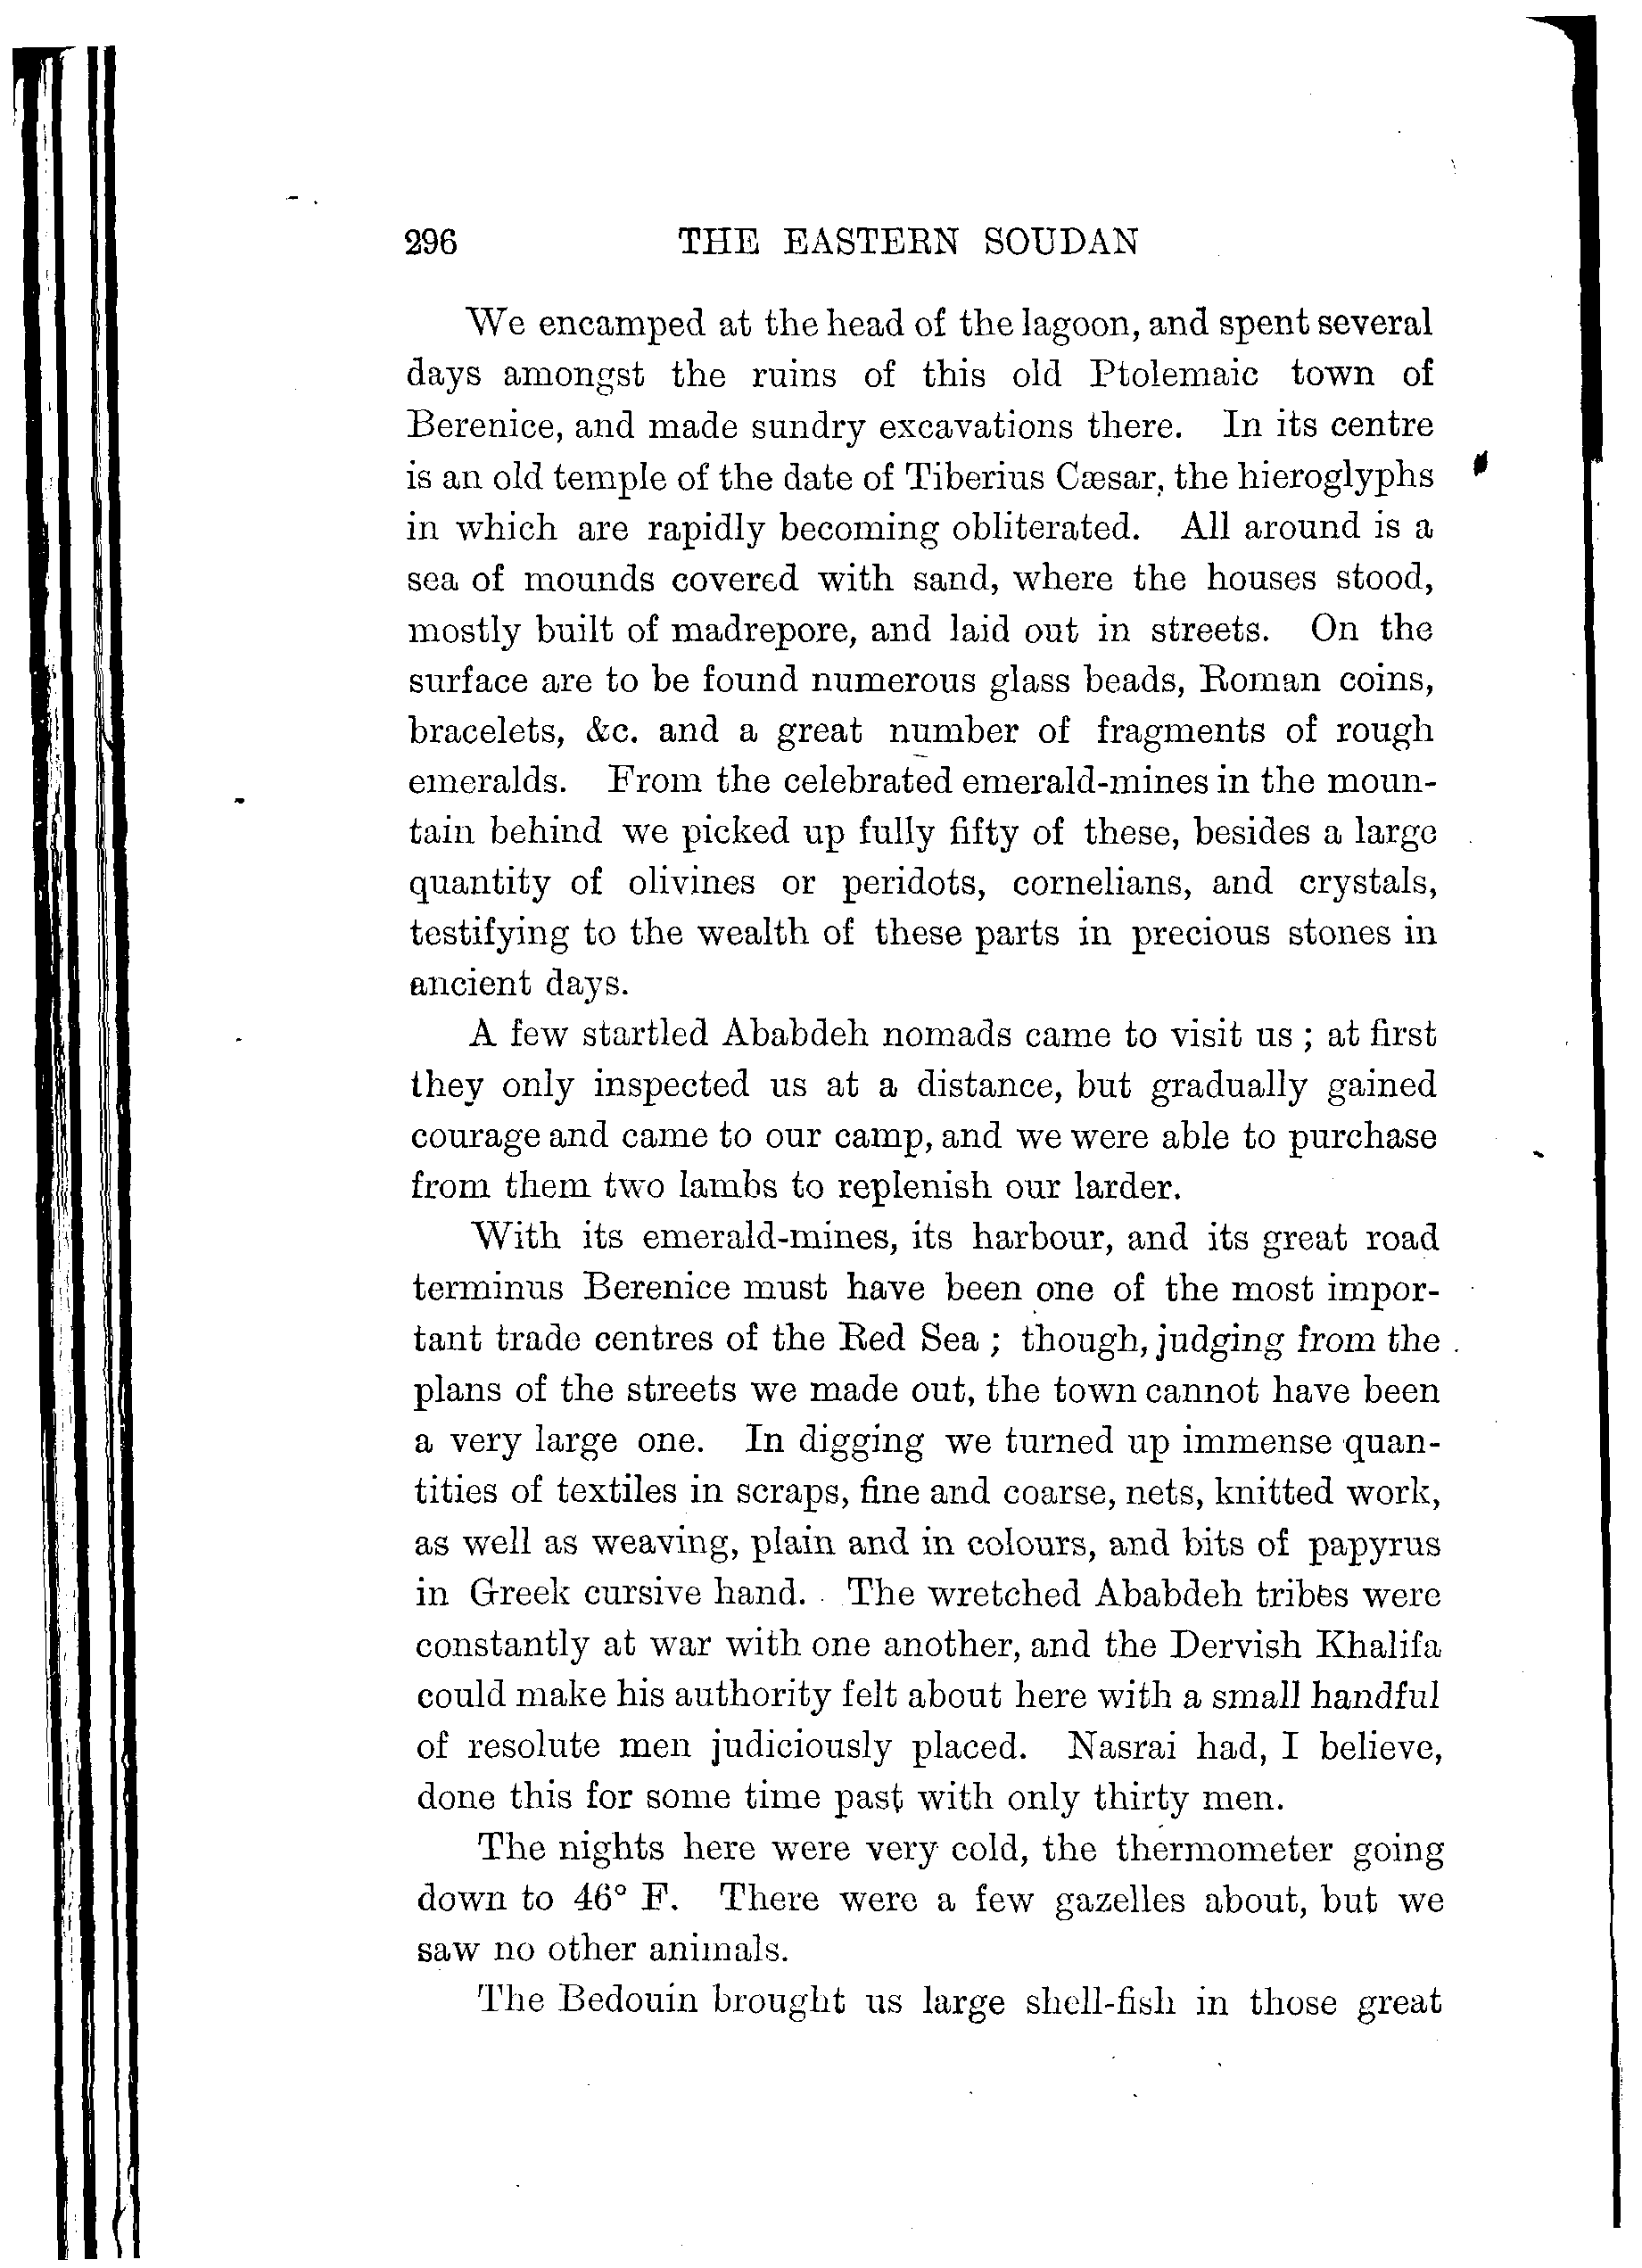 296 THE EASTERN SOUDAN
We encamped at the head of the lagoon, and spent several
days amongst the ruins of this old Ptolemaic town of
Berenice, and made sundry excavations there. In its centre
is an old temple of the date of Tiberius Cæsar, the hieroglyphs
in which are rapidly becoming obliterated. All around is a
sea of mounds covered with sand, where the houses stood,
mostly built of madrepore, and laid out in streets. On the
surface are to be found numerous glass beads, Roman coins,
bracelets, &c. and a great number of fragments of rough
emeralds. From the celebrated emerald-mines in the moun-
tain behind we picked up fully fifty of these, besides a large
quantity of olivines or peridots, cornelians, and crystals,
testifying to the wealth of these parts in precious stones in
ancient days.
A few startled Ababdeh nomads came to visit us ; at first
they only inspected us at a distance, but gradually gained
courage and came to our camp, and we were able to purchase
from them two lambs to replenish our larder.
With its emerald-mines, its harbour, and its great road
terminus Berenice must have been one of the most impor-
tant trade centres of the Red Sea ; though, judging from the
plans of the streets we made out, the town cannot have been
a very large one. In digging we turned up immense quan-
tities of textiles in scraps, fine and coarse, nets, knitted work,
as well as weaving, plain and in colours, and bits of papyrus
in Greek cursive hand. The wretched Ababdeh tribes were
constantly at war with one another, and the Dervish Khalifa
could make his authority felt about here with a small handful
of resolute men judiciously placed. Nasrai had, I believe,
done this for some time past with only thirty men.
The nights here were very cold, the thermometer going
down to 46° F. There were a few gazelles about, but we
saw no other animals.
The Bedouin brought us large shell-fish in those great